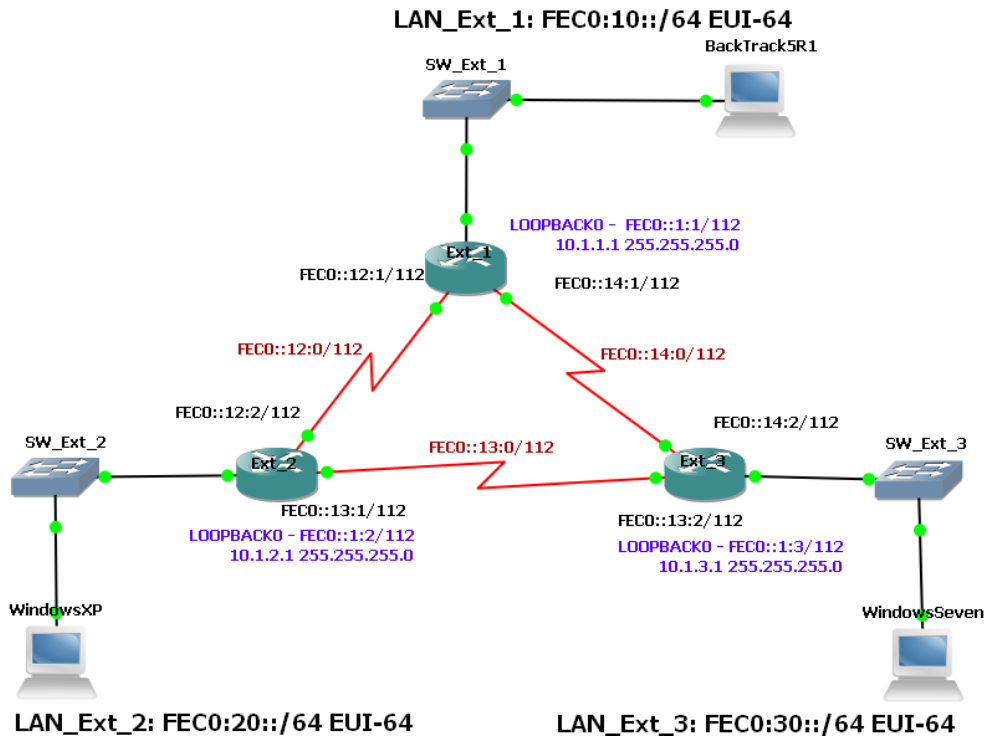 LAN_Ext_1: FEC0:10::/64 EUI-64
BackTrack5R1
SW_Ext_1
LOOPBACK0 - FEC0::1:1/112
10.1.1.1 255.255.255.0
Ext_1
FEC0::12:1/112
FEC0::14:1/112
FEC0::12:0/112
FEC0::14:0/112
FEC0::12:2/112
FEC0::14:2/112
SW_Ext_2
FEC0::13:0/112
SW_Ext_3
Ext_2
Ext_3
FEC0::13:1/112
FEC0::13:2/112
LOOPBACK0 - FEC0::1:2/112
10.1.2.1 255.255.255.0
LOOPBACK0 - FEC0::1:3/112
10.1.3.1 255.255.255.0
WindowsXP
WindowsSeven
LAN_Ext_2: FEC0:20::/64 EUI-64
LAN_Ext_3: FEC0:30::/64 EUI-64